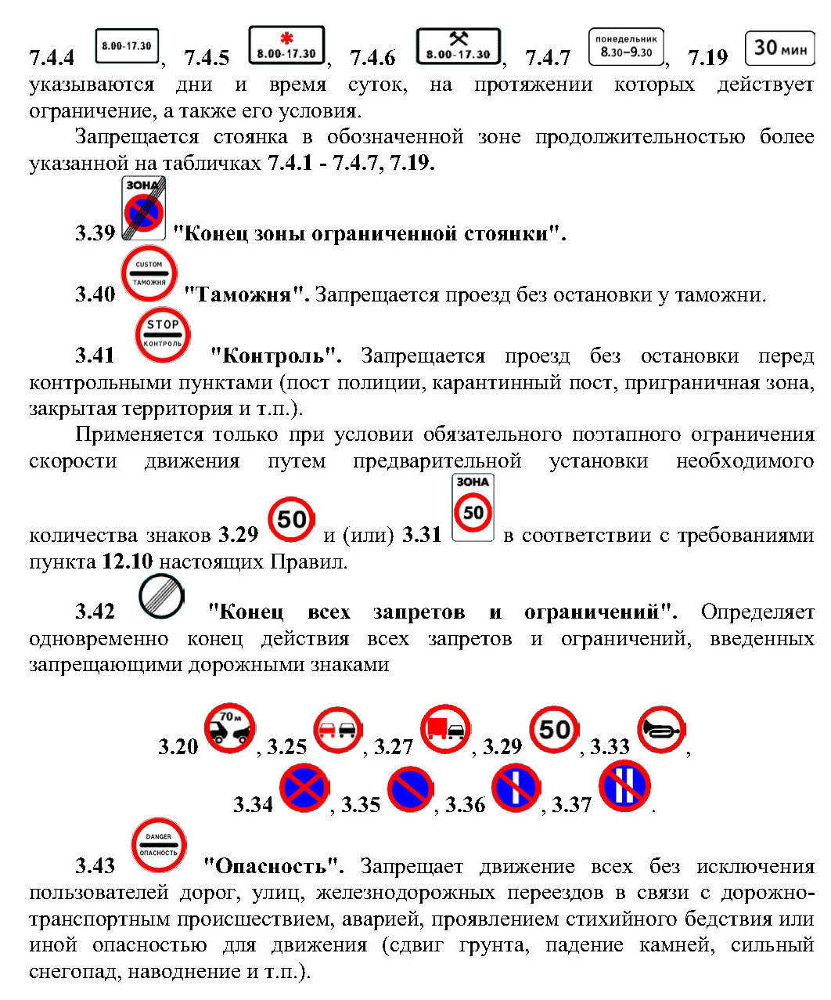 7.4.4 8.00-17.30, 7.4.5 8.00-17.30, 7.4.6 8.00-17.30, 7.4.7 понедельник 8.30–9.30, 7.19 30 мин
указываются дни и время суток, на протяжении которых действует
ограничение, а также его условия.
Запрещается стоянка в обозначенной зоне продолжительностью более
указанной на табличках 7.4.1 - 7.4.7, 7.19.
3.39 ЗОНА "Конец зоны ограниченной стоянки".
3.40 CUSTOM ТАМОЖНЯ "Таможня". Запрещается проезд без остановки у таможни.
3.41 STOP КОНТРОЛЬ "Контроль". Запрещается проезд без остановки перед
контрольными пунктами (пост полиции, карантинный пост, приграничная зона,
закрытая территория и т.п.).
Применяется только при условии обязательного поэтапного ограничения
скорости движения путем предварительной установки необходимого
количества знаков 3.29 50 и (или) 3.31 ЗОНА 50 в соответствии с требованиями
пункта 12.10 настоящих Правил.
3.42 "Конец всех запретов и ограничений". Определяет
одновременно конец действия всех запретов и ограничений, введенных
запрещающими дорожными знаками
3.20 70 м, 3.25, 3.27, 3.29 50, 3.33,
3.34, 3.35, 3.36, 3.37.
3.43 DANGER ОПАСНОСТЬ "Опасность". Запрещает движение всех без исключения
пользователей дорог, улиц, железнодорожных переездов в связи с дорожно-
транспортным происшествием, аварией, проявлением стихийного бедствия или
иной опасностью для движения (сдвиг грунта, падение камней, сильный
снегопад, наводнение и т.п.).